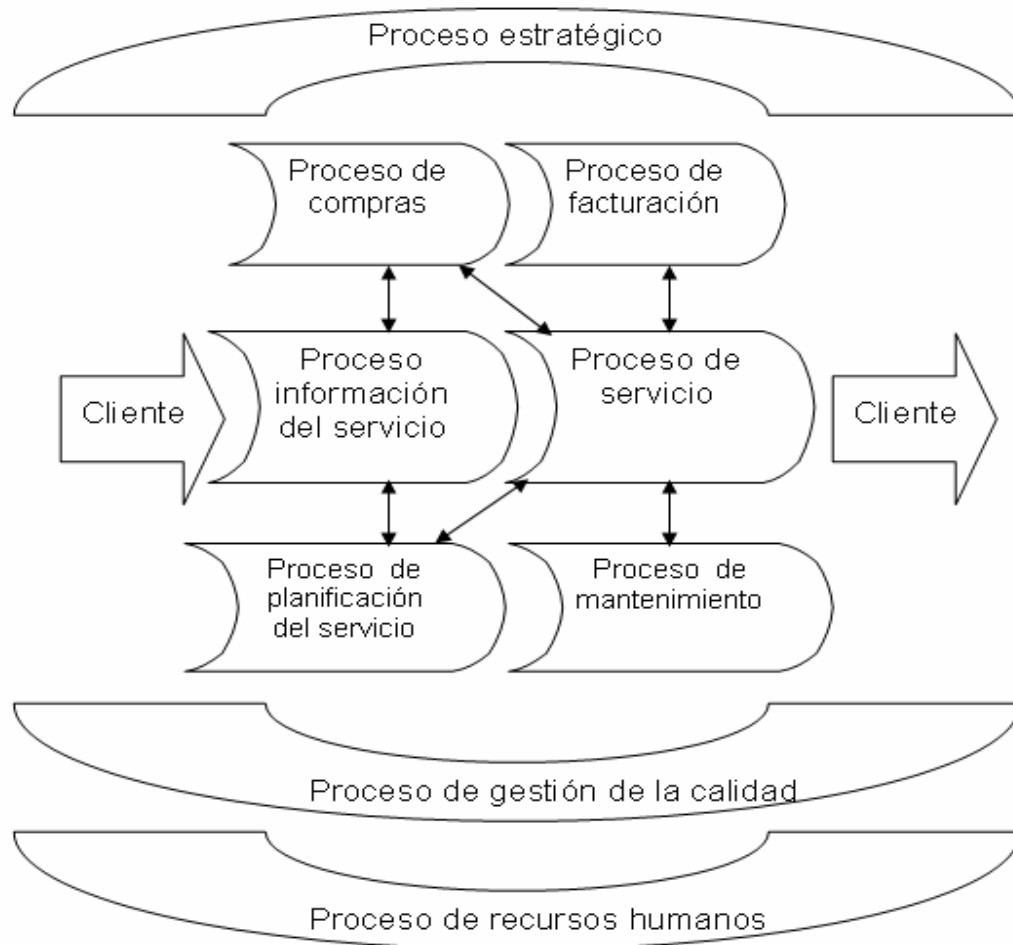 Proceso estratégico
Proceso de
compras
Proceso de
facturación
Cliente
Proceso
información
del servicio
Proceso de
servicio
Cliente
Proceso de
planificación
del servicio
Proceso de
mantenimiento
Proceso de gestión de la calidad
Proceso de recursos humanos